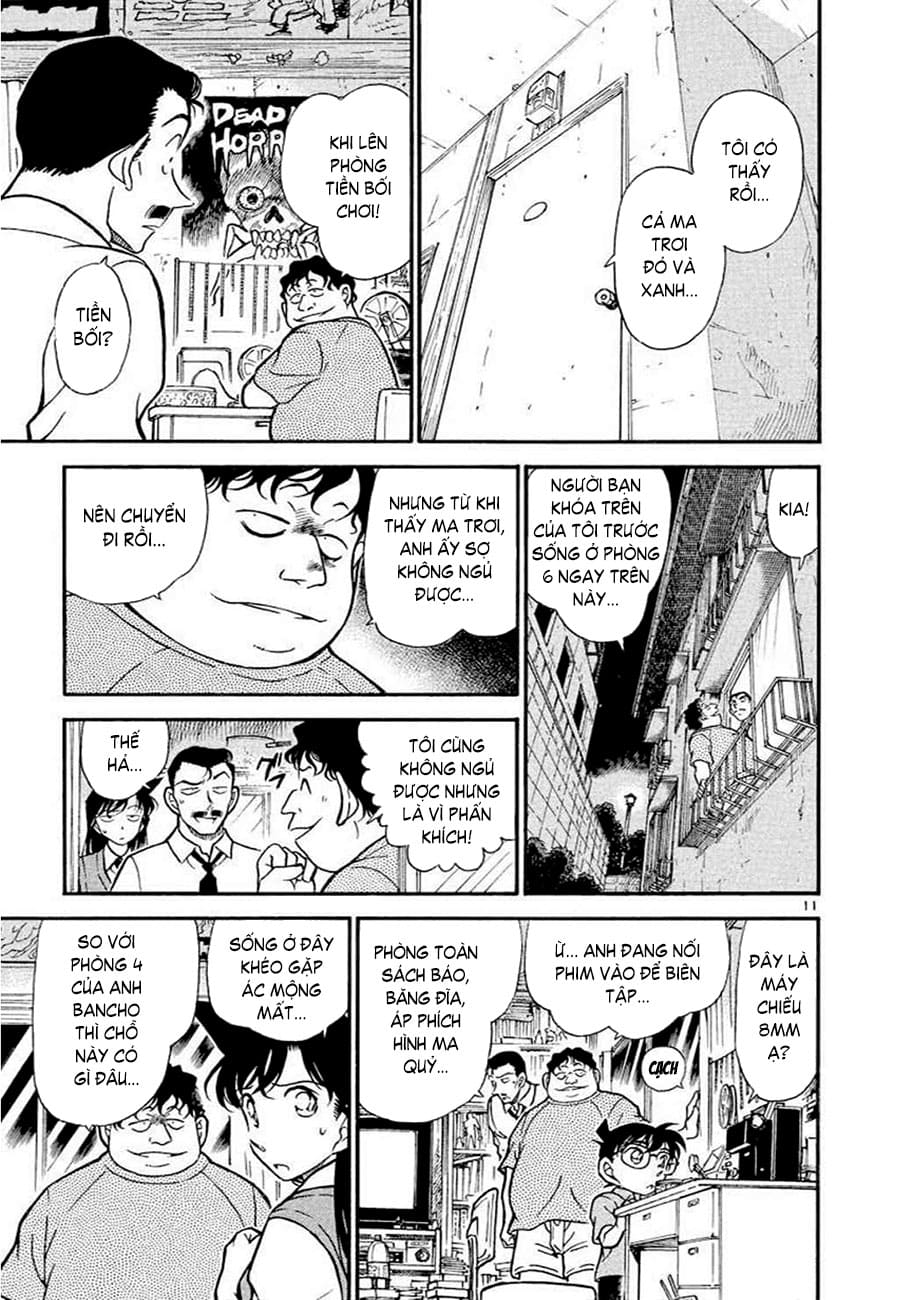 TÔI CÓ
THẤY
RỒI...
CẢ MA
TRƠI
ĐÓ VÀ
XANH...
KHI LÊN
PHÒNG
TIỀN BỐI
CHƠI!
DEAD
HORR
TIỀN
BỐI?
KIA!
NGƯỜI BẠN
KHÓA TRÊN
CỦA TÔI TRƯỚC
SỐNG Ở PHÒNG
6 NGAY TRÊN
NÀY...
NHƯNG TỪ KHI
THẤY MA TRƠI,
ANH ẤY SỢ
KHÔNG NGỦ
ĐƯỢC...
NÊN CHUYỂN
ĐI RỒI...
TÔI CŨNG
KHÔNG NGỦ
ĐƯỢC NHƯNG
LÀ VÌ PHẤN
KHÍCH!
THẾ
HẢ...
11
ĐÂY LÀ
MÁY
CHIẾU
8MM
Ạ?
Ừ... ANH ĐANG NỐI
PHIM VÀO ĐỂ BIÊN
TẬP...
CẠCH
PHÒNG TOÀN
SÁCH BÁO,
BĂNG ĐĨA,
ÁP PHÍCH
HÌNH MA
QUỶ...
SỐNG Ở ĐÂY
KHÉO GẶP
ÁC MỘNG
MẤT...
SO VỚI
PHÒNG 4
CỦA ANH
BANCHO
THÌ CHỔ
NÀY CÓ
GÌ ĐÂU...